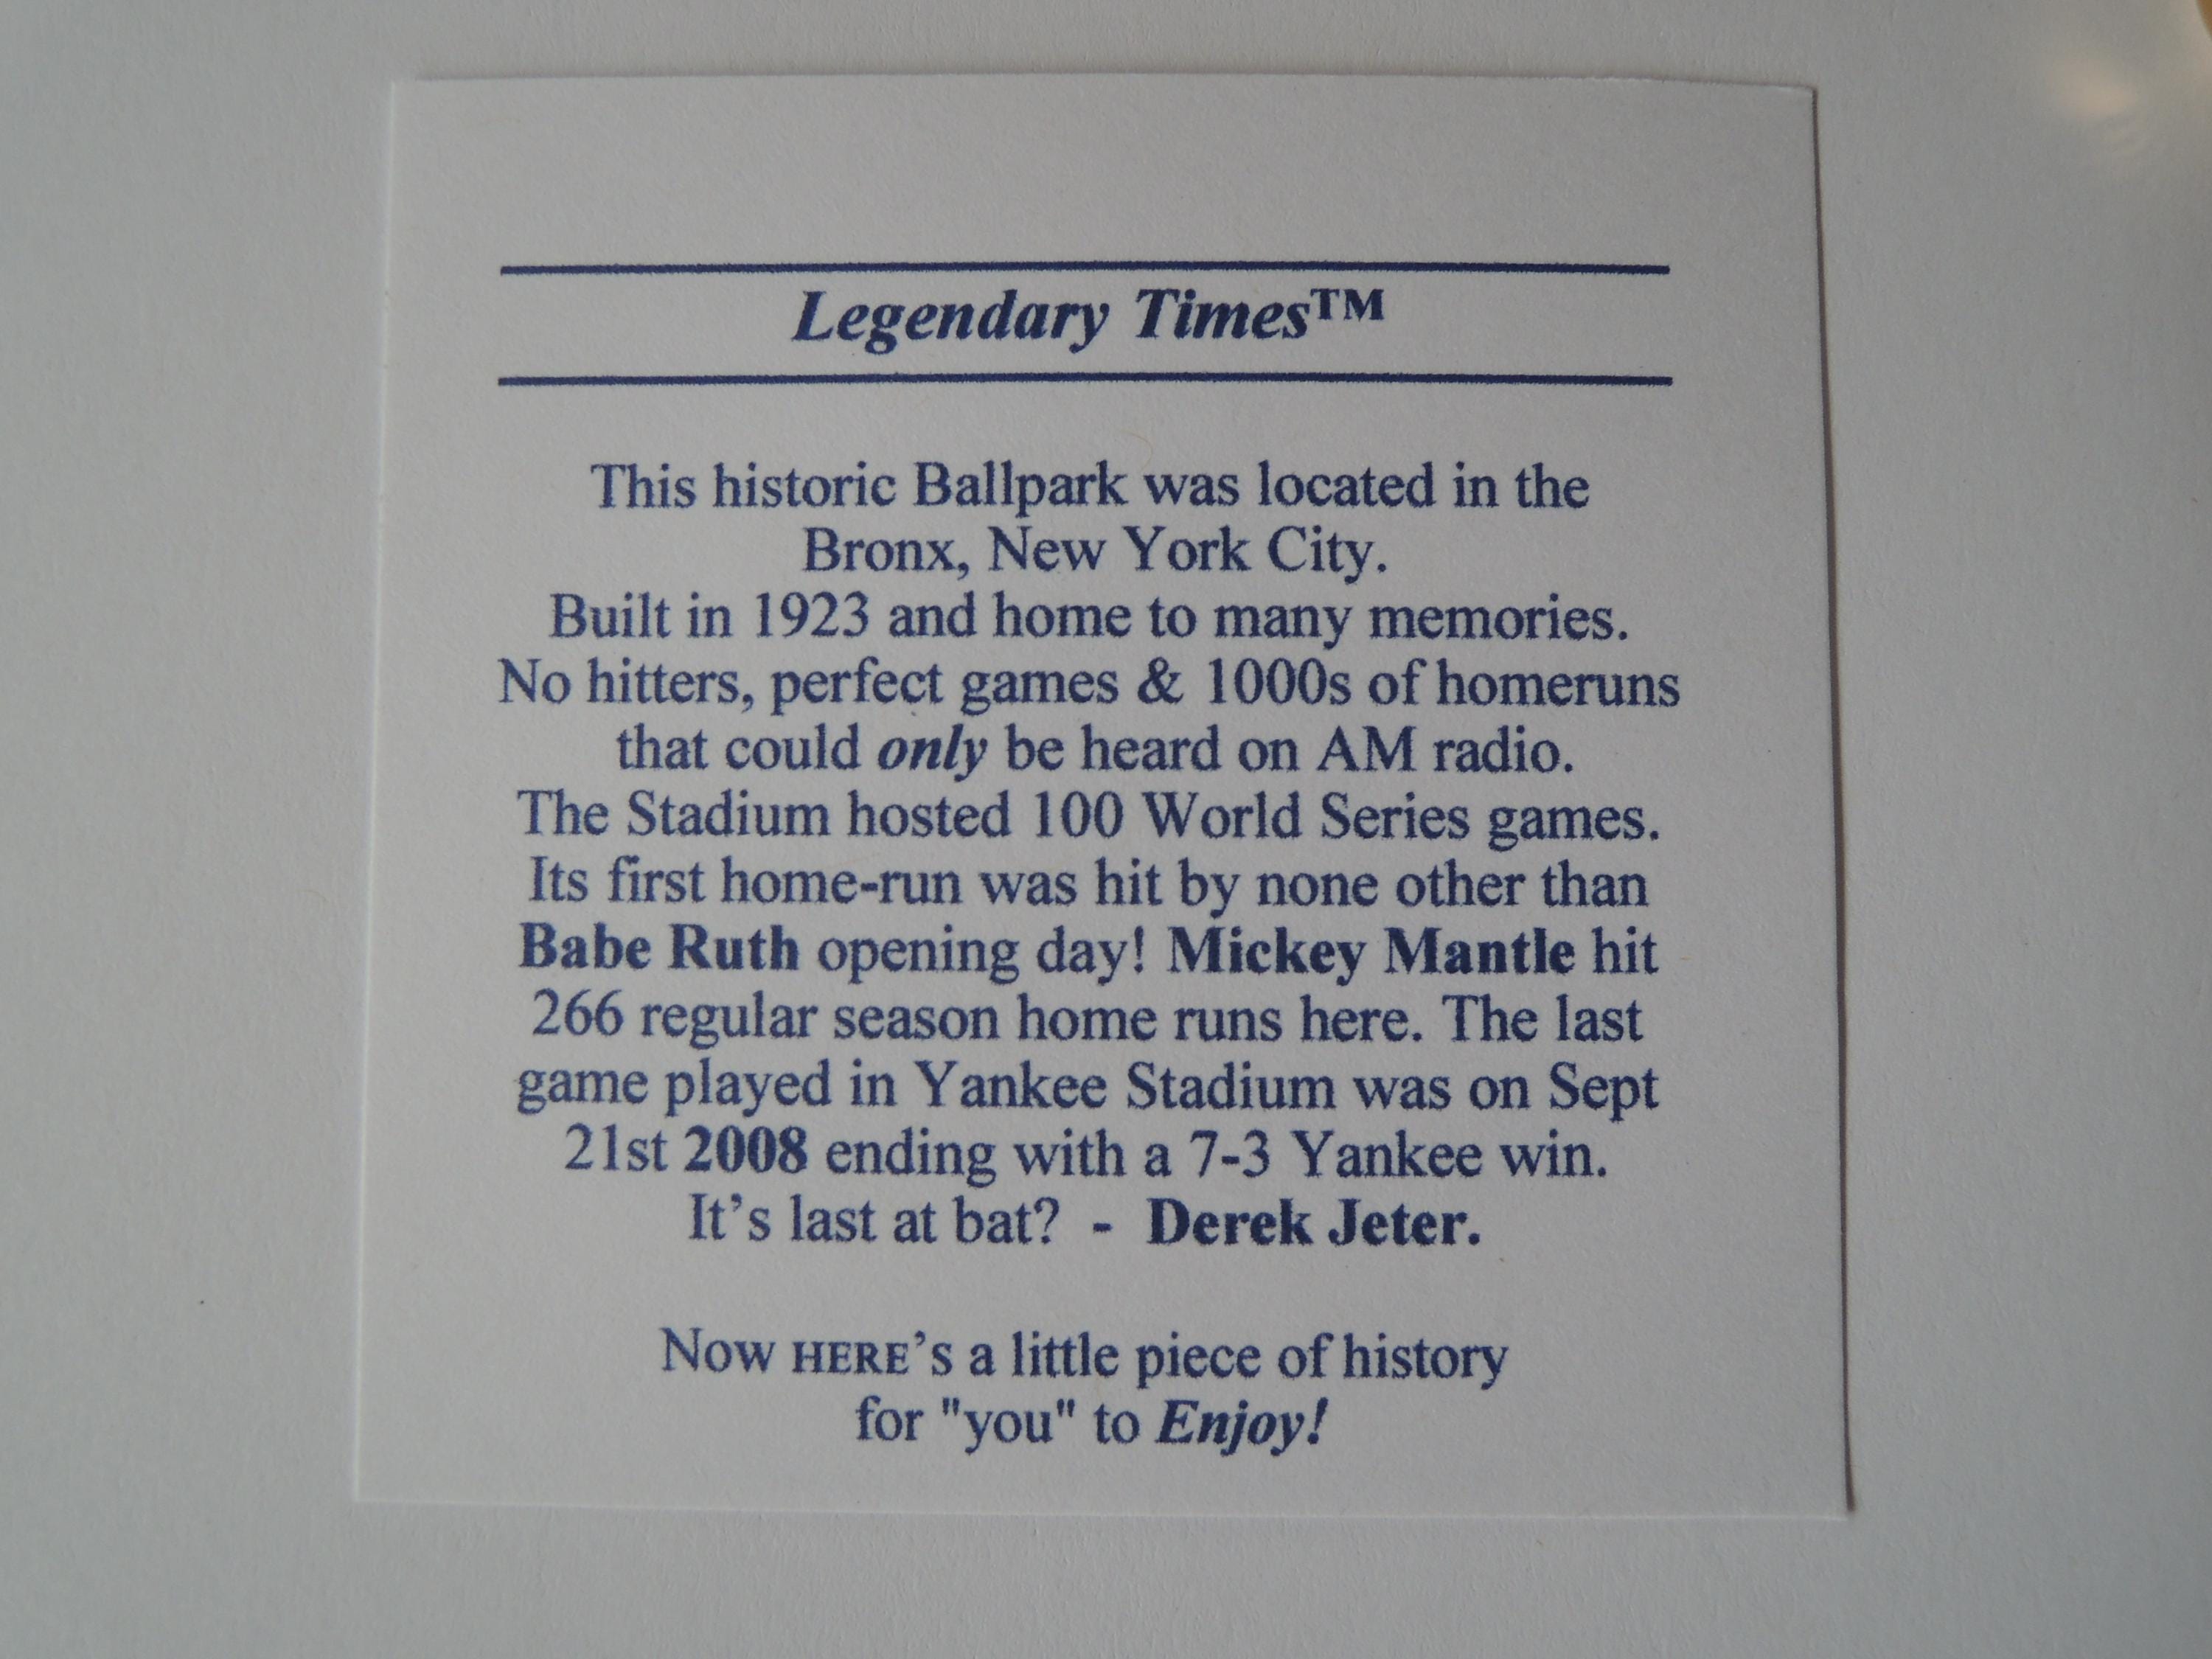 Legendary Times™
This historic Ballpark was located in the
Bronx, New York City.
Built in 1923 and home to many memories.
No hitters, perfect games & 1000s of homeruns
that could only be heard on AM radio.
The Stadium hosted 100 World Series games.
Its first home-run was hit by none other than
Babe Ruth opening day! Mickey Mantle hit
266 regular season home runs here. The last
game played in Yankee Stadium was on Sept
21st 2008 ending with a 7-3 Yankee win.
It’s last at bat? - Derek Jeter.
Now HERE’S a little piece of history
for "you" to Enjoy!